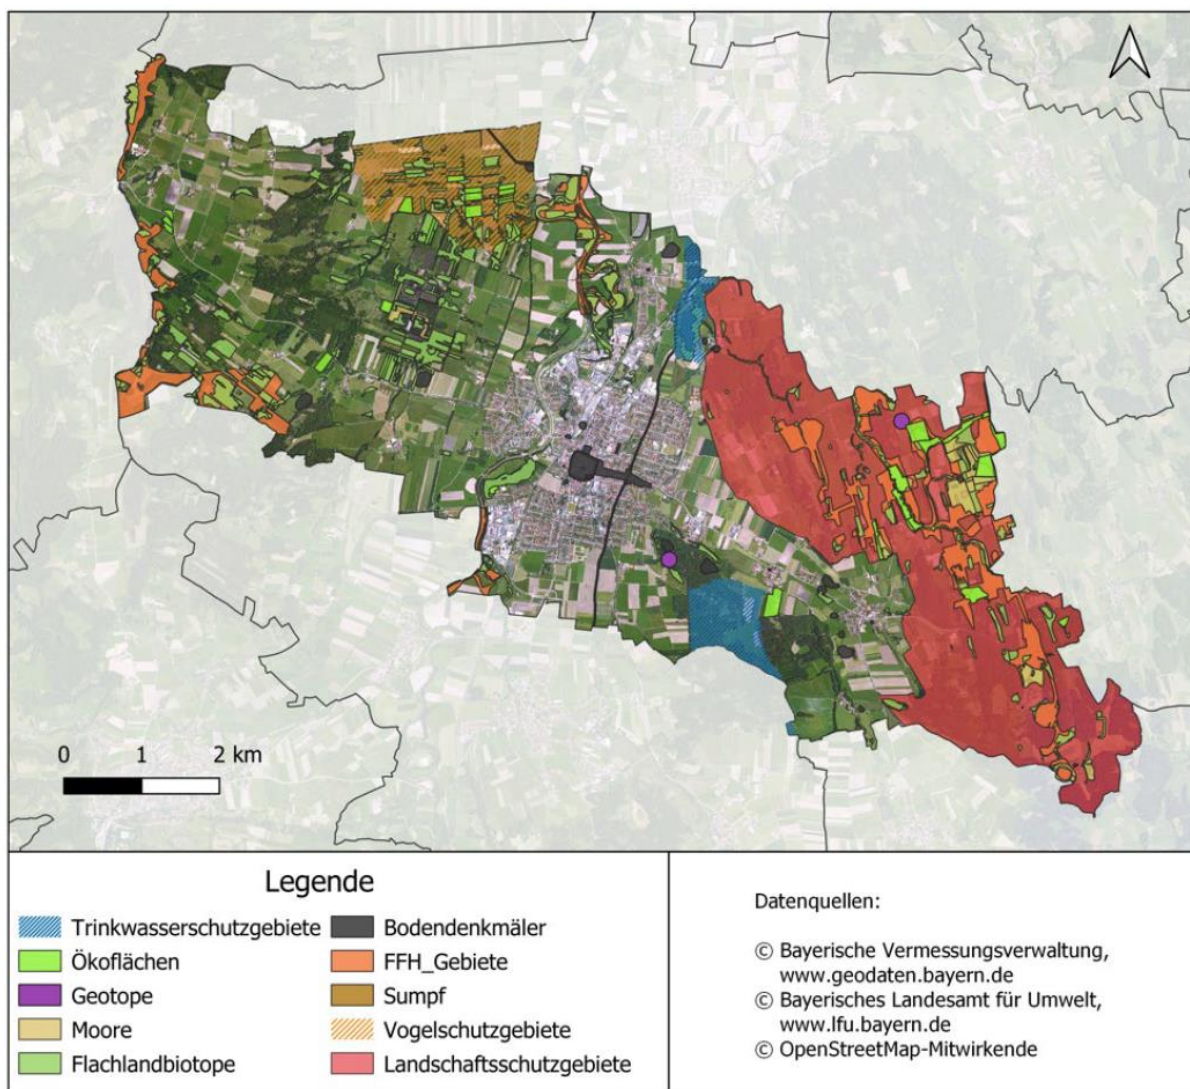 0 1 2 km
Legende
Trinkwasserschutzgebiete
Ökoflächen
Geotope
Moore
Flachlandbiotope
Bodendenkmäler
FFH_Gebiete
Sumpf
Vogelschutzgebiete
Landschaftsschutzgebiete
Datenquellen:
© Bayerische Vermessungsverwaltung,
www.geodaten.bayern.de
© Bayerisches Landesamt für Umwelt,
www.lfu.bayern.de
© OpenStreetMap-Mitwirkende